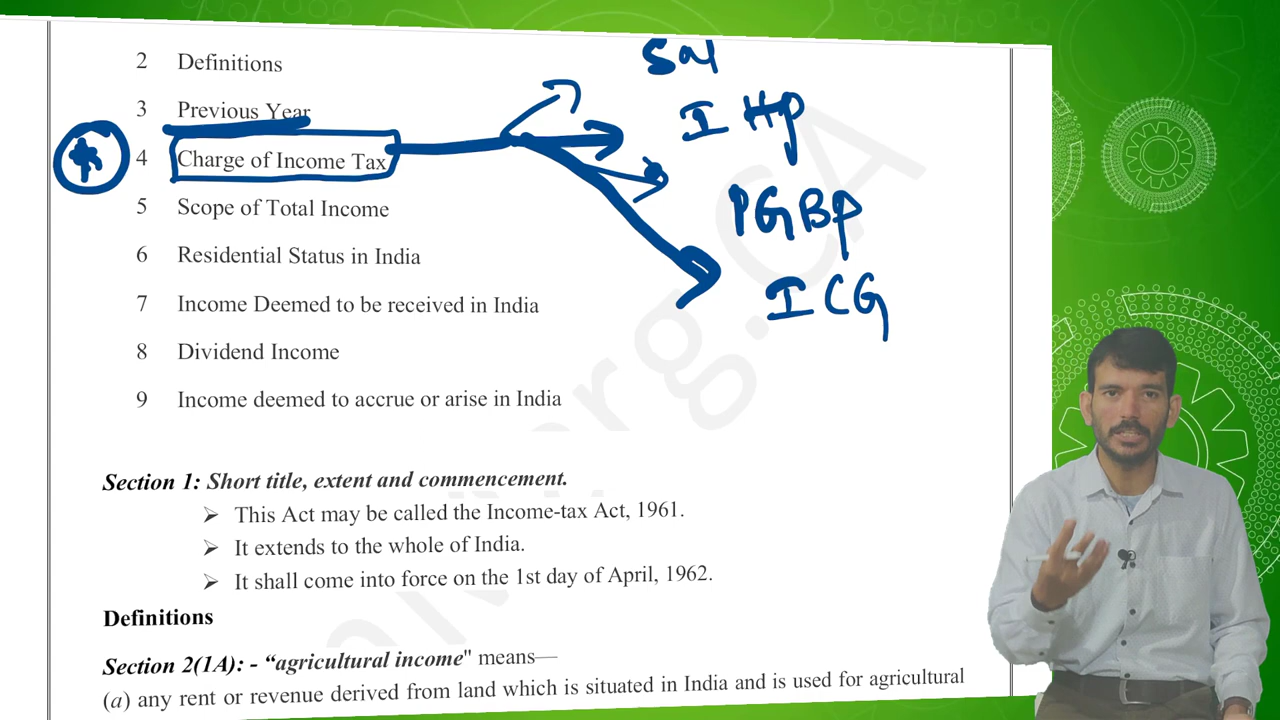 Sal
2 Definitions
I HP
3 Previous Year
4 Charge of Income Tax
PGBP
5 Scope of Total Income
6 Residential Status in India
ICG
7 Income Deemed to be received in India
8 Dividend Income
9 Income deemed to accrue or arise in India
Section 1: Short title, extent and commencement.
➢ This Act may be called the Income-tax Act, 1961.
➢ It extends to the whole of India.
➢ It shall come into force on the 1st day of April, 1962.
Definitions
Section 2(1A): - “agricultural income" means—
(a) any rent or revenue derived from land which is situated in India and is used for agricultural